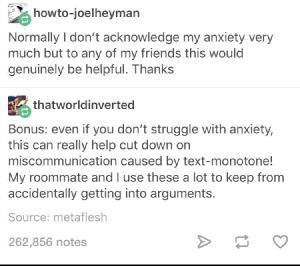 howto-joelheyman
Normally I don't acknowledge my anxiety very
much but to any of my friends this would
genuinely be helpful. Thanks
thatworldinverted
Bonus: even if you don't struggle with anxiety,
this can really help cut down on
miscommunication caused by text-monotone!
My roommate and I use these a lot to keep from
accidentally getting into arguments.
Source: metaflesh
262,856 notes